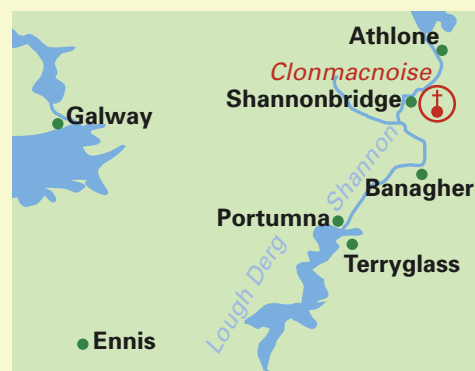 Athlone
Clonmacnoise
Shannonbridge
Galway
Shannon
Banagher
Portumna
Terryglass
Lough Derg
Ennis